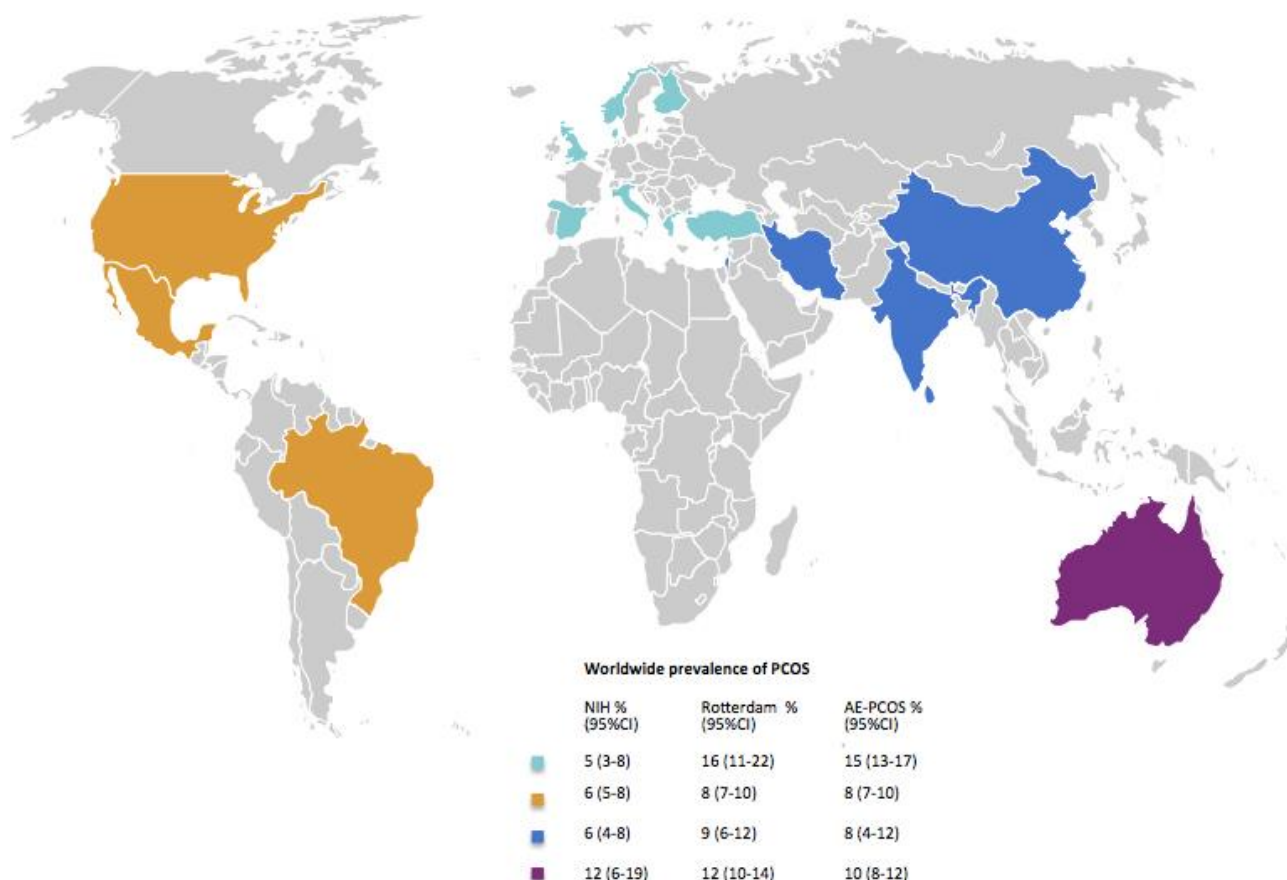 Worldwide prevalence of PCOS
NIH % Rotterdam % AE-PCOS %
(95%CI) (95%CI) (95%CI)
5 (3-8) 16 (11-22) 15 (13-17)
6 (5-8) 8 (7-10) 8 (7-10)
6 (4-8) 9 (6-12) 8 (4-12)
12 (6-19) 12 (10-14) 10 (8-12)